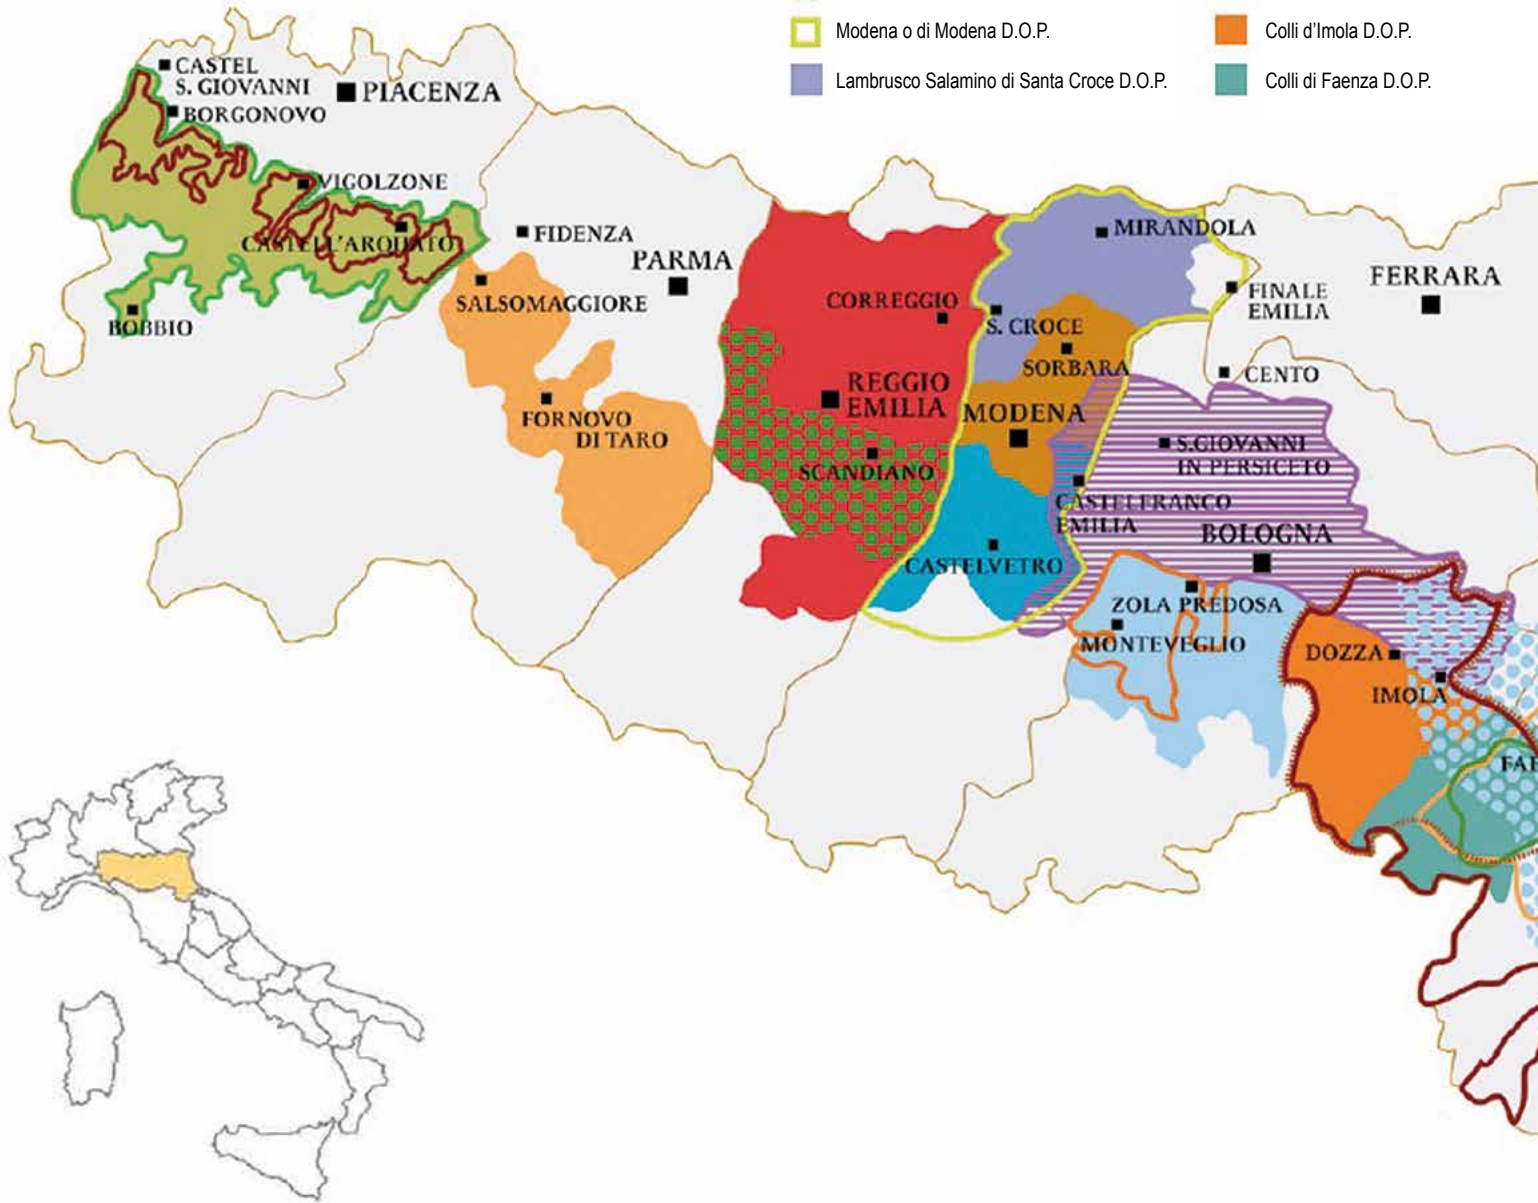 Modena o di Modena D.O.P.
Colli d'Imola D.O.P.
Lambrusco Salamino di Santa Croce D.O.P.
Colli di Faenza D.O.P.
CASTEL
S. GIOVANNI
PIACENZA
BORGONOVO
VIGOLZONE
CASTELL'ARQUATO
BOBBIO
FIDENZA
PARMA
SALSOMAGGIORE
FORNOVO
DI TARO
CORREGGIO
REGGIO
EMILIA
SCANDIANO
MIRANDOLA
S. CROCE
SORBARA
MODENA
FINALE
EMILIA
FERRARA
CENTO
S.GIOVANNI
IN PERSICETO
CASTELFRANCO
EMILIA
BOLOGNA
CASTELVETRO
ZOLA PREDOSA
MONTEVEGLIO
DOZZA
IMOLA